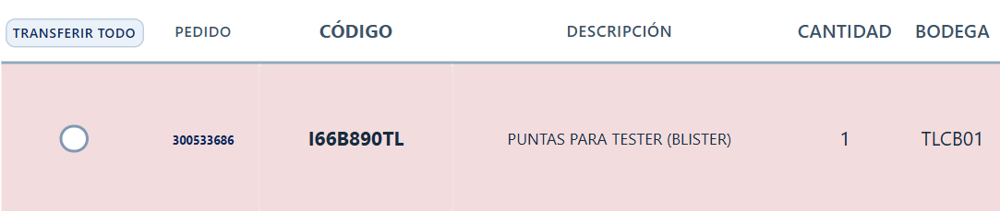 TRANSFERIR TODO PEDIDO CÓDIGO DESCRIPCIÓN CANTIDAD BODEGA
300533686 I66B890TL PUNTAS PARA TESTER (BLISTER) 1 TLCB01